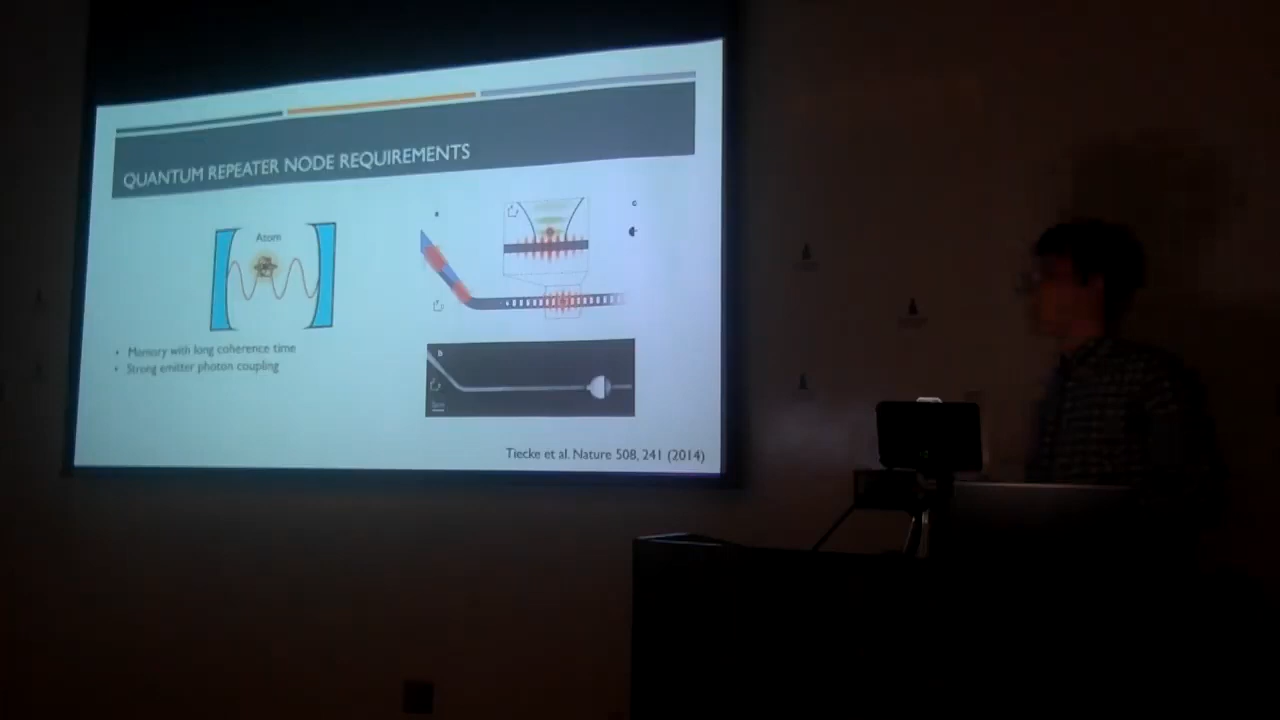 QUANTUM REPEATER NODE REQUIREMENTS
Atom
a
c
• Memory with long coherence time
• Strong emitter photon coupling
b
Tiecke et al. Nature 508, 241 (2014)